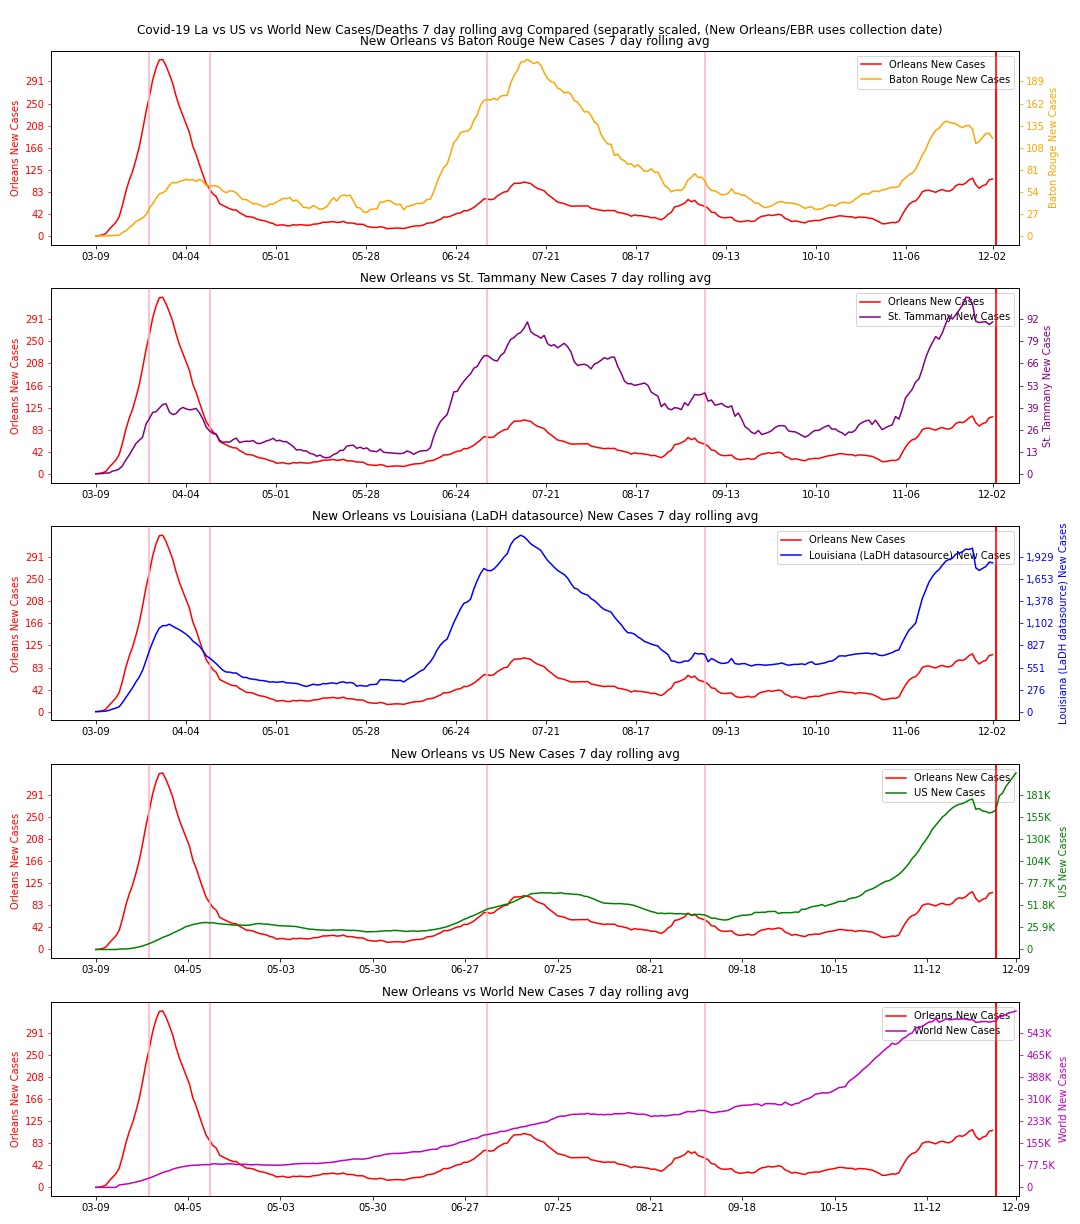 Covid-19 La vs US vs World New Cases/Deaths 7 day rolling avg Compared (separatly scaled, (New Orleans/EBR uses collection date)
New Orleans vs Baton Rouge New Cases 7 day rolling avg
Orleans New Cases
Baton Rouge New Cases
Orleans New Cases
291
250
208
166
125
83
42
0
189
162
135
108
81
54
27
0
Baton Rouge New Cases
03-09 04-04 05-01 05-28 06-24 07-21 08-17 09-13 10-10 11-06 12-02
New Orleans vs St. Tammany New Cases 7 day rolling avg
Orleans New Cases
St. Tammany New Cases
Orleans New Cases
291
250
208
166
125
83
42
0
92
79
66
53
39
26
13
0
St. Tammany New Cases
03-09 04-04 05-01 05-28 06-24 07-21 08-17 09-13 10-10 11-06 12-02
New Orleans vs Louisiana (LaDH datasource) New Cases 7 day rolling avg
Orleans New Cases
Louisiana (LaDH datasource) New Cases
Orleans New Cases
291
250
208
166
125
83
42
0
1,929
1,653
1,378
1,102
827
551
276
0
Louisiana (LaDH datasource) New Cases
03-09 04-04 05-01 05-28 06-24 07-21 08-17 09-13 10-10 11-06 12-02
New Orleans vs US New Cases 7 day rolling avg
Orleans New Cases
US New Cases
Orleans New Cases
291
250
208
166
125
83
42
0
181K
155K
130K
104K
77.7K
51.8K
25.9K
0
US New Cases
03-09 04-05 05-03 05-30 06-27 07-25 08-21 09-18 10-15 11-12 12-09
New Orleans vs World New Cases 7 day rolling avg
Orleans New Cases
World New Cases
Orleans New Cases
291
250
208
166
125
83
42
0
543K
465K
388K
310K
233K
155K
77.5K
0
World New Cases
03-09 04-05 05-03 05-30 06-27 07-25 08-21 09-18 10-15 11-12 12-09